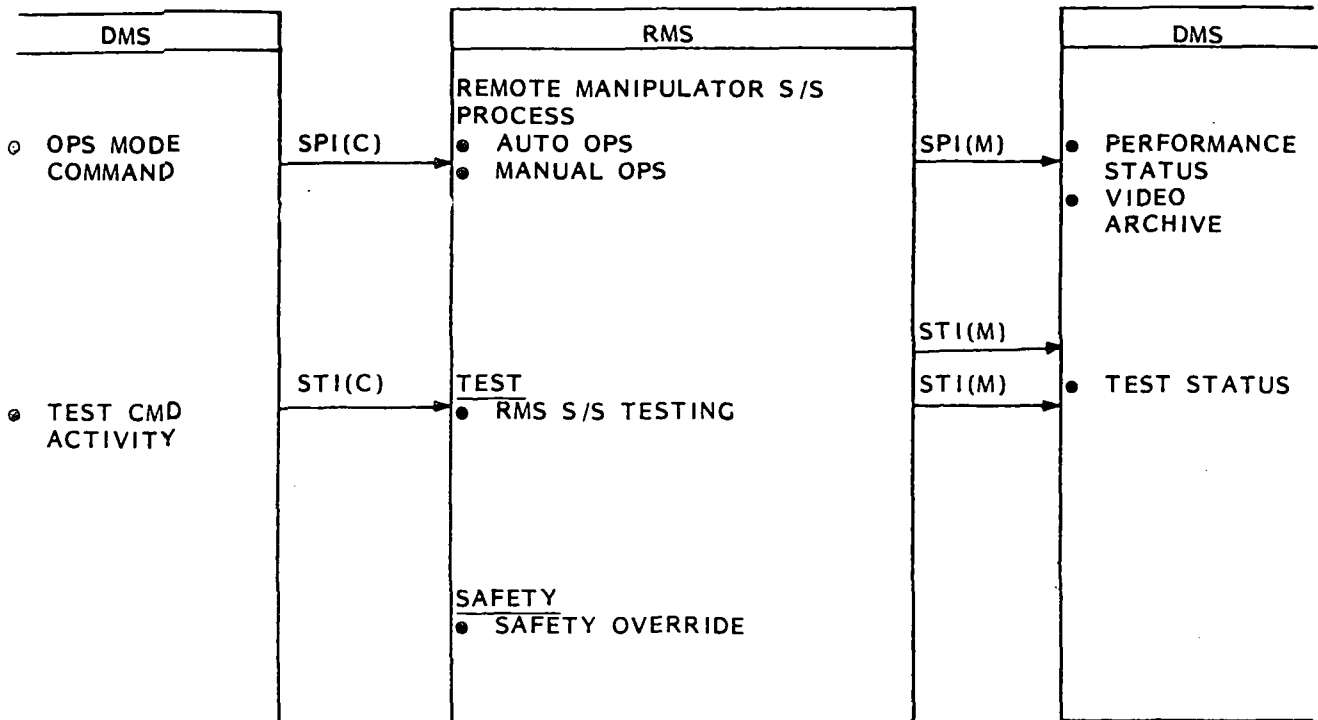 DMS
RMS
DMS
OPS MODE
COMMAND
SPI(C)
REMOTE MANIPULATOR S/S
PROCESS
● AUTO OPS
● MANUAL OPS
SPI(M)
● PERFORMANCE
STATUS
● VIDEO
ARCHIVE
STI(M)
● TEST CMD
ACTIVITY
STI(C)
TEST
● RMS S/S TESTING
STI(M)
● TEST STATUS
SAFETY
● SAFETY OVERRIDE